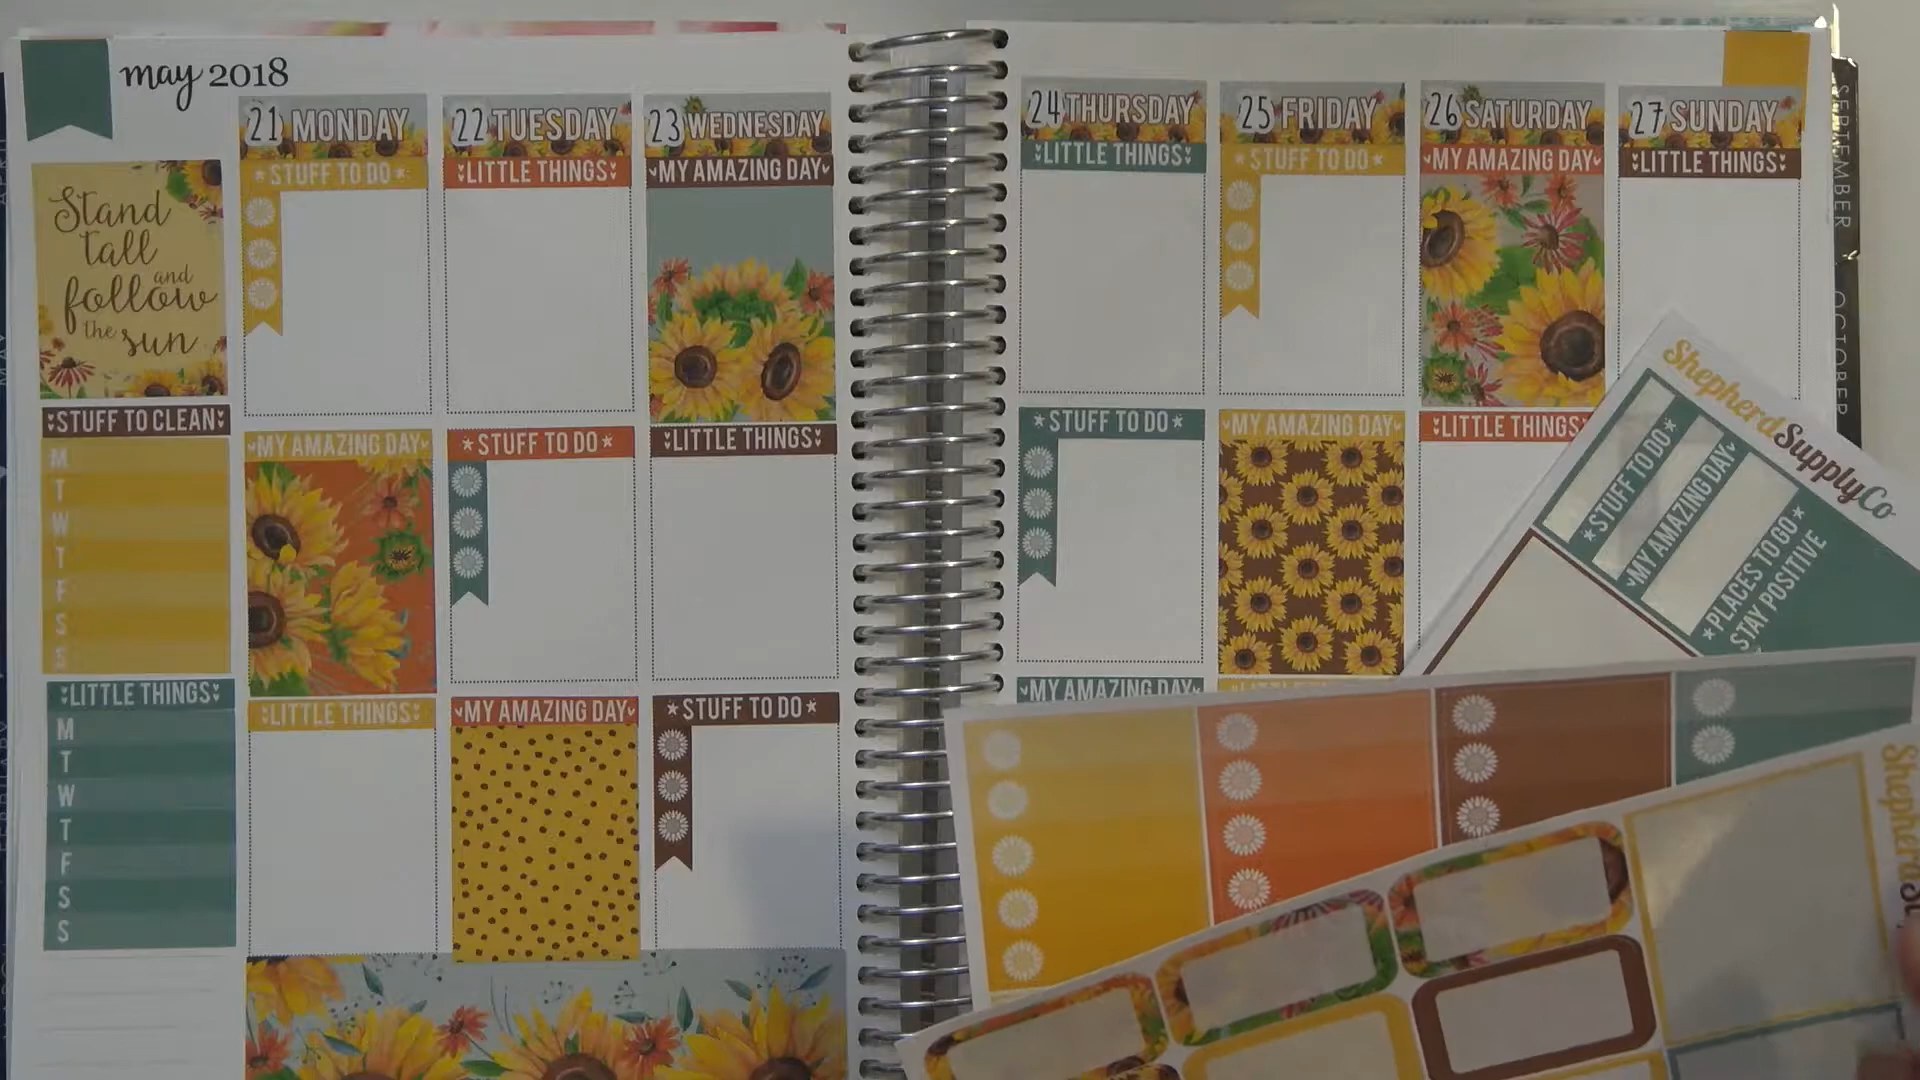 may 2018
21 MONDAY
22 TUESDAY
23 WEDNESDAY
24 THURSDAY
25 FRIDAY
26 SATURDAY
27 SUNDAY
STUFF TO DO
LITTLE THINGS
MY AMAZING DAY
LITTLE THINGS
STUFF TO DO
MY AMAZING DAY
LITTLE THINGS
Stand
tall
and
follow
the sun
STUFF TO CLEAN
M
T
W
T
F
S
S
MY AMAZING DAY
STUFF TO DO
LITTLE THINGS
STUFF TO DO
MY AMAZING DAY
LITTLE THINGS
LITTLE THINGS
M
T
W
T
F
S
S
LITTLE THINGS
MY AMAZING DAY
STUFF TO DO
MY AMAZING DAY
ShepherdSupplyCo
STUFF TO DO
MY AMAZING DAY
PLACES TO GO
STAY POSITIVE
SEPTEMBER
OCTOBER